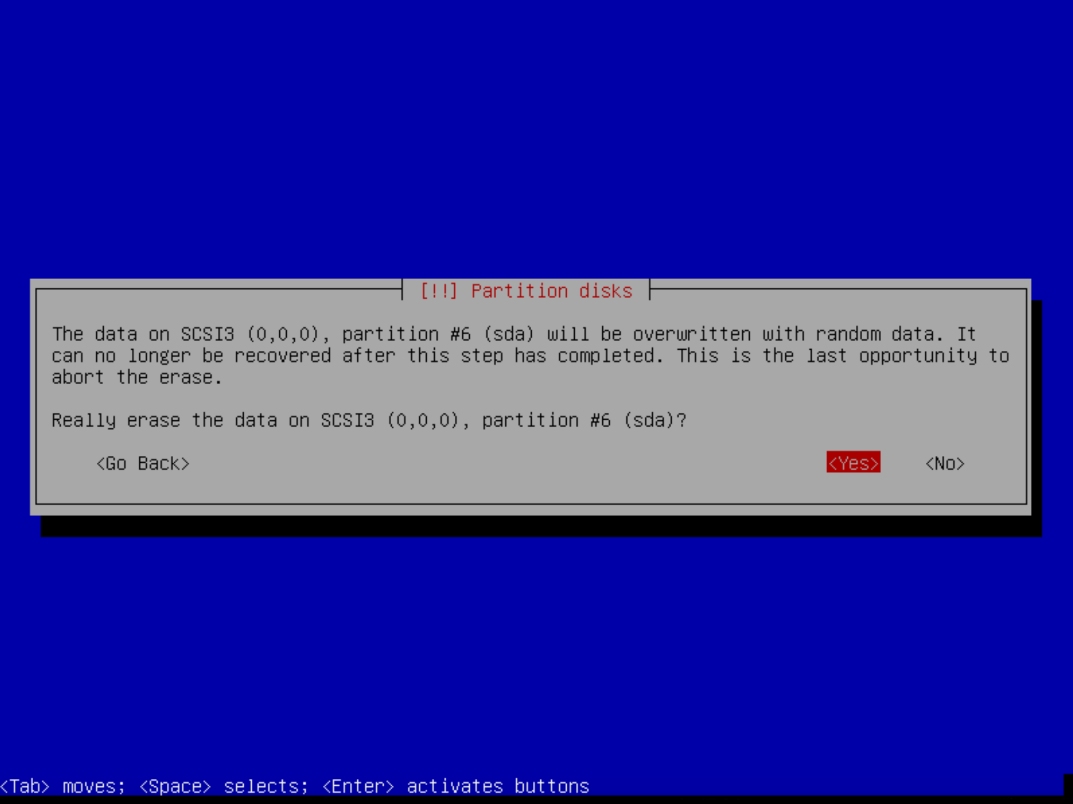 [!!] Partition disks
The data on SCSI3 (0,0,0), partition #6 (sda) will be overwritten with random data. It
can no longer be recovered after this step has completed. This is the last opportunity to
abort the erase.
Really erase the data on SCSI3 (0,0,0), partition #6 (sda)?
<Go Back> <Yes> <No>
<Tab> moves; <Space> selects; <Enter> activates buttons